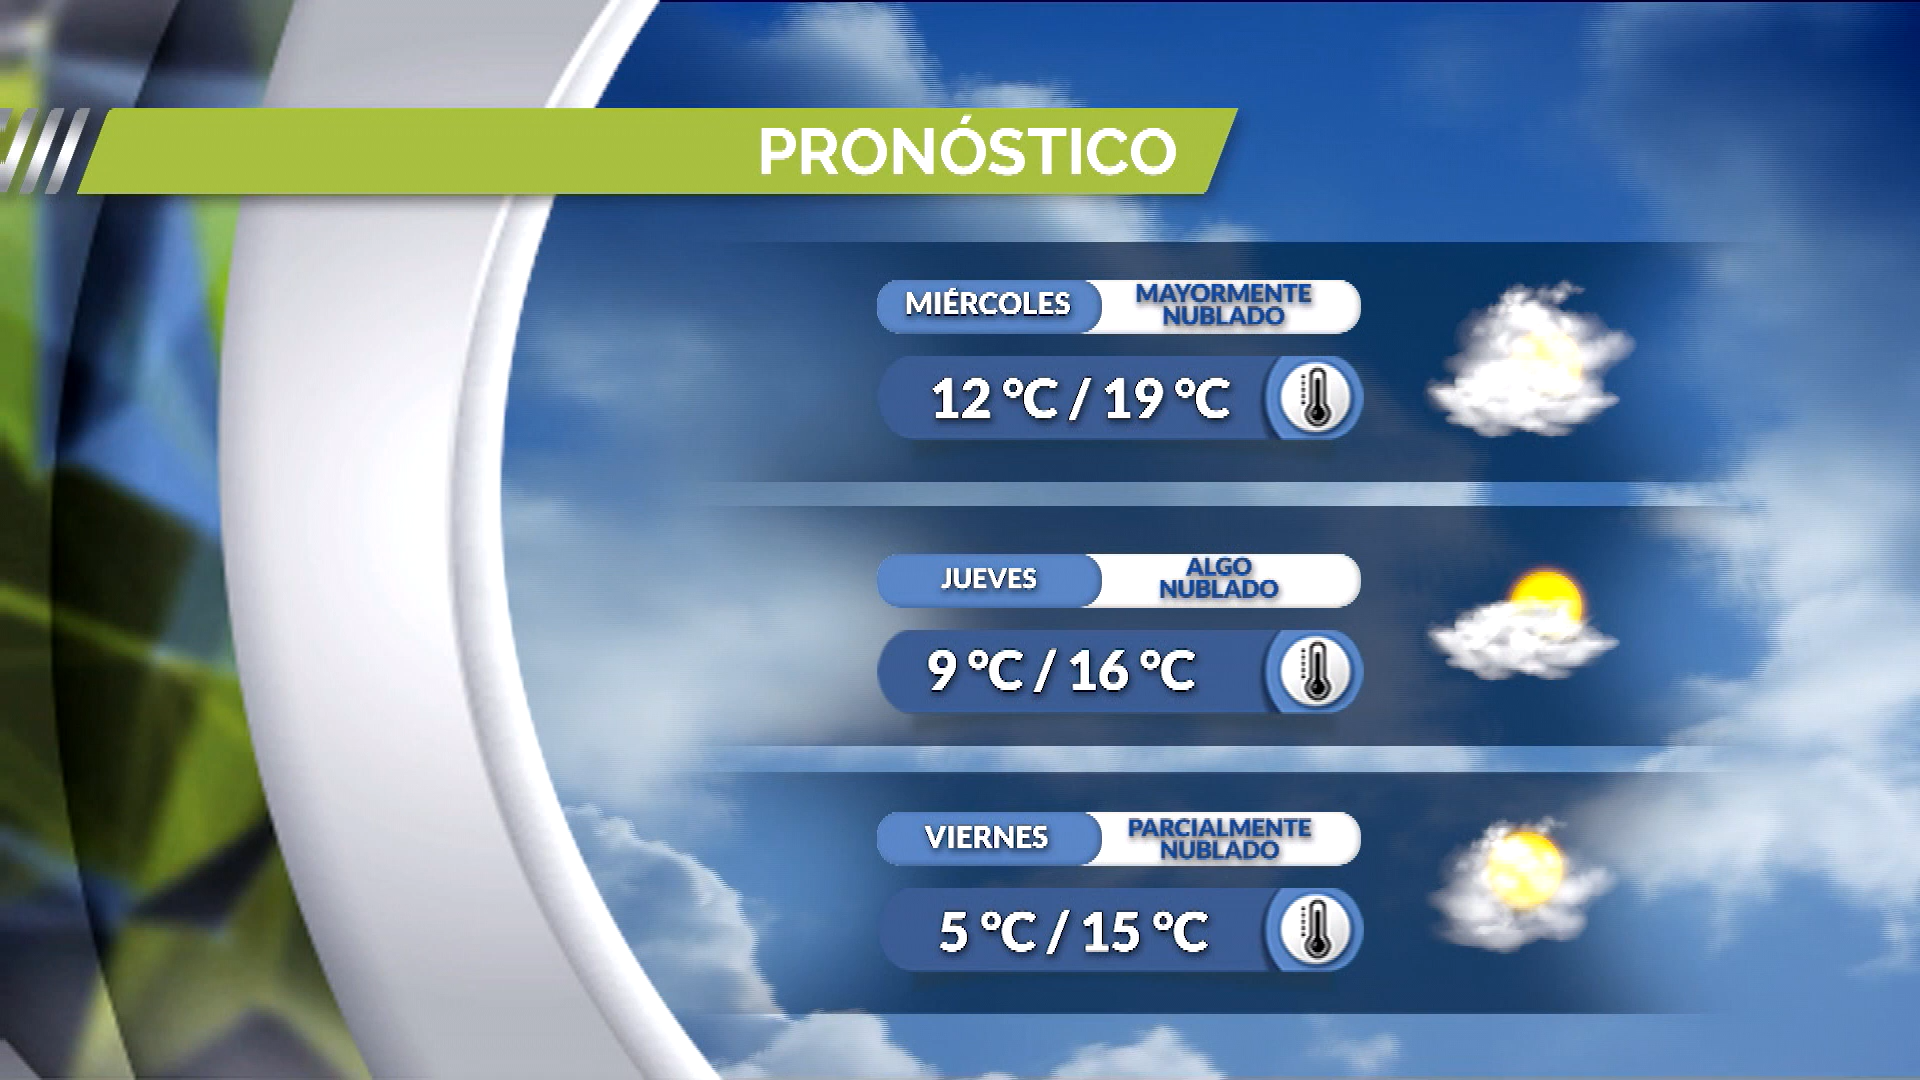 PRONÓSTICO
MIÉRCOLES
MAYORMENTE
NUBLADO
12 °C / 19 °C
JUEVES
ALGO
NUBLADO
9 °C / 16 °C
VIERNES
PARCIALMENTE
NUBLADO
5 °C / 15 °C